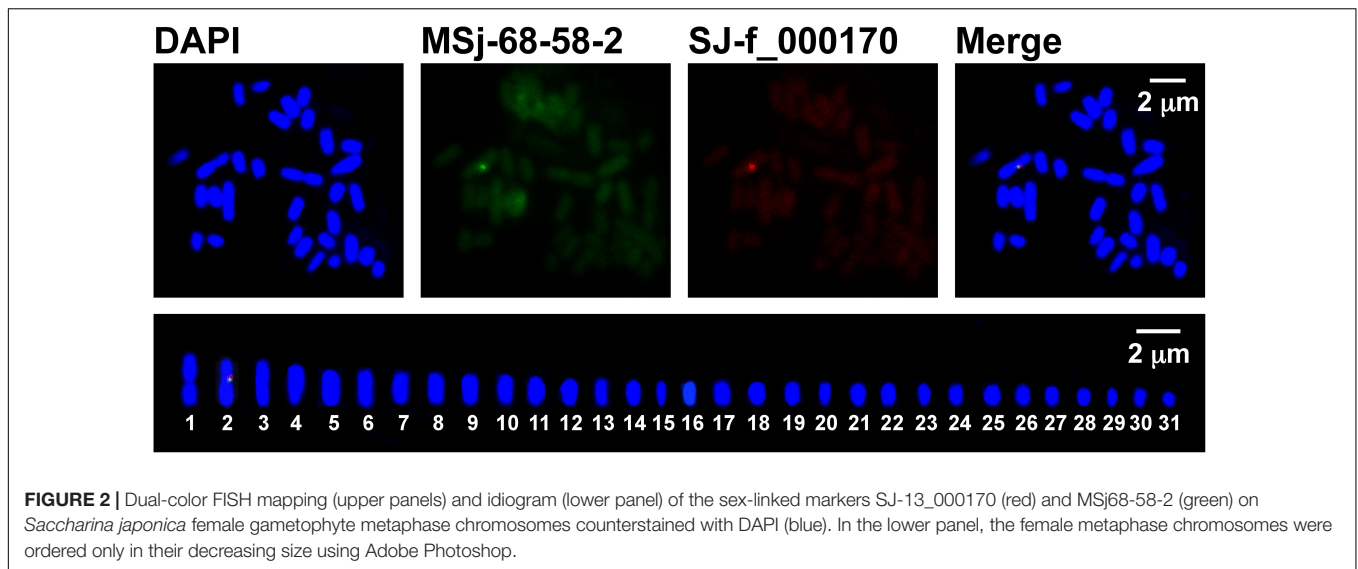 DAPI MSj-68-58-2 SJ-f_000170 Merge
2 μm
2 μm
1 2 3 4 5 6 7 8 9 10 11 12 13 14 15 16 17 18 19 20 21 22 23 24 25 26 27 28 29 30 31
FIGURE 2 | Dual-color FISH mapping (upper panels) and idiogram (lower panel) of the sex-linked markers SJ-13_000170 (red) and MSj68-58-2 (green) on
Saccharina japonica female gametophyte metaphase chromosomes counterstained with DAPI (blue). In the lower panel, the female metaphase chromosomes were
ordered only in their decreasing size using Adobe Photoshop.